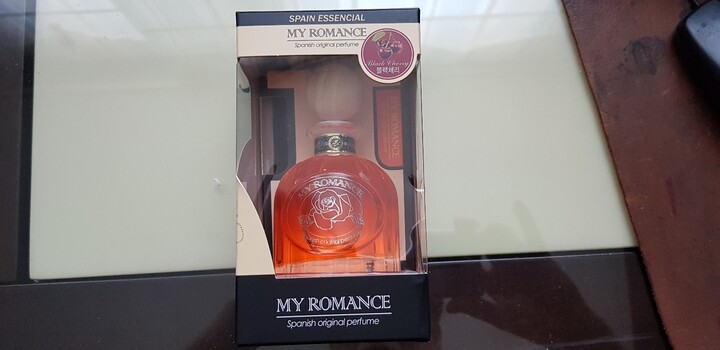 SPAIN ESSENCIAL
MY ROMANCE
Spanish original perfume
Black Cherry
블랙체리
ROMANCE
MY ROMANCE
MY ROMANCE
Spanish original perfume